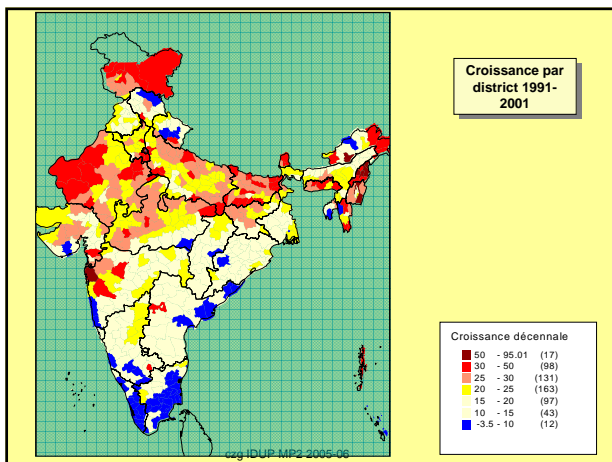 Croissance par
district 1991-
2001
Croissance décennale
50 - 95.01 (17)
30 - 50 (98)
25 - 30 (131)
20 - 25 (163)
15 - 20 (97)
10 - 15 (43)
-3.5 - 10 (12)
czg IDUP MP2 2005-06